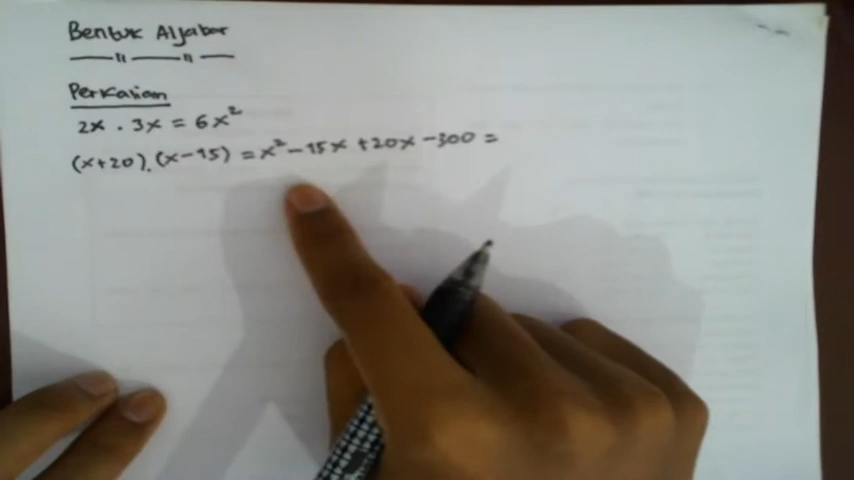 Bentuk Aljabar
Perkalian
2x . 3x = 6x²
(x+20).(x-15) = x² - 15x + 20x - 300 =